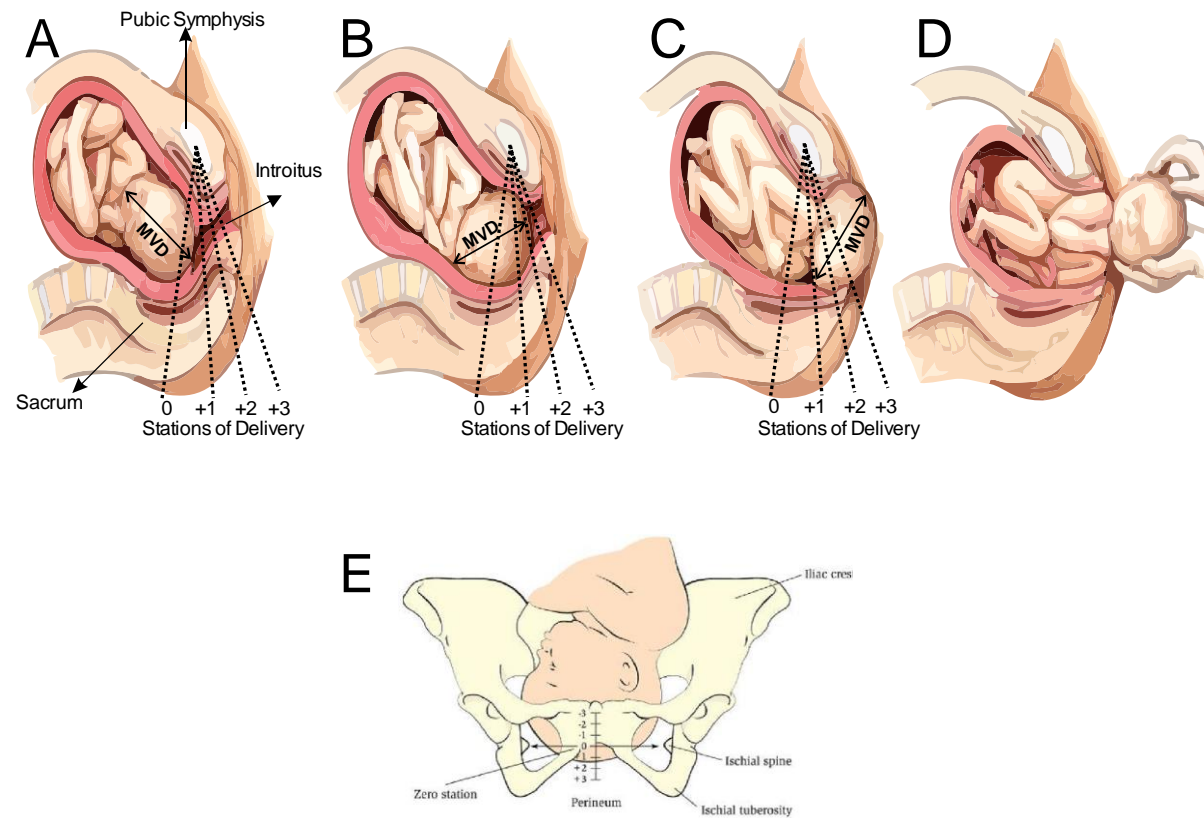 A
Pubic Symphysis
Introitus
MVD
Sacrum
0 +1 +2 +3
Stations of Delivery
B
MVD
0 +1 +2 +3
Stations of Delivery
C
MVD
0 +1 +2 +3
Stations of Delivery
D
E
Iliac cres
-3
-2
-1
0
1
+2
+3
Ischial spine
Zero station
Perineum
Ischial tuberosity